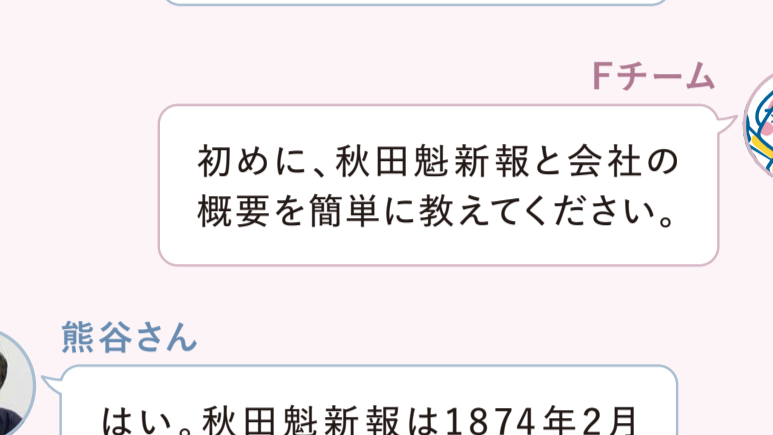 Fチーム
初めに、秋田魁新報と会社の
概要を簡単に教えてください。
熊谷さん
はい。秋田魁新報は1874年2月